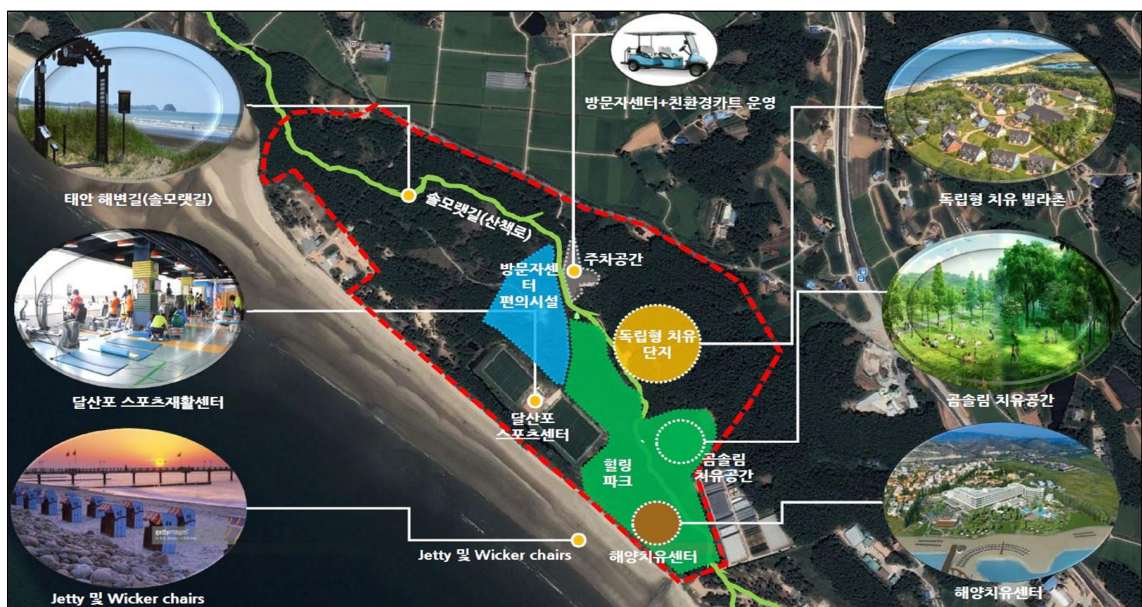 방문자센터+친환경카트 운영
태안 해변길(솔모랫길)
독립형 치유 빌라촌
솔모랫길(산책로)
주차공간
방문자센
터
편의시설
독립형 치유
단지
달산포 스포츠재활센터
달산포
스포츠센터
곰솔림 치유공간
힐링
파크
곰솔림
치유공간
Jetty 및 Wicker chairs
해양치유센터
Jetty 및 Wicker chairs
해양치유센터